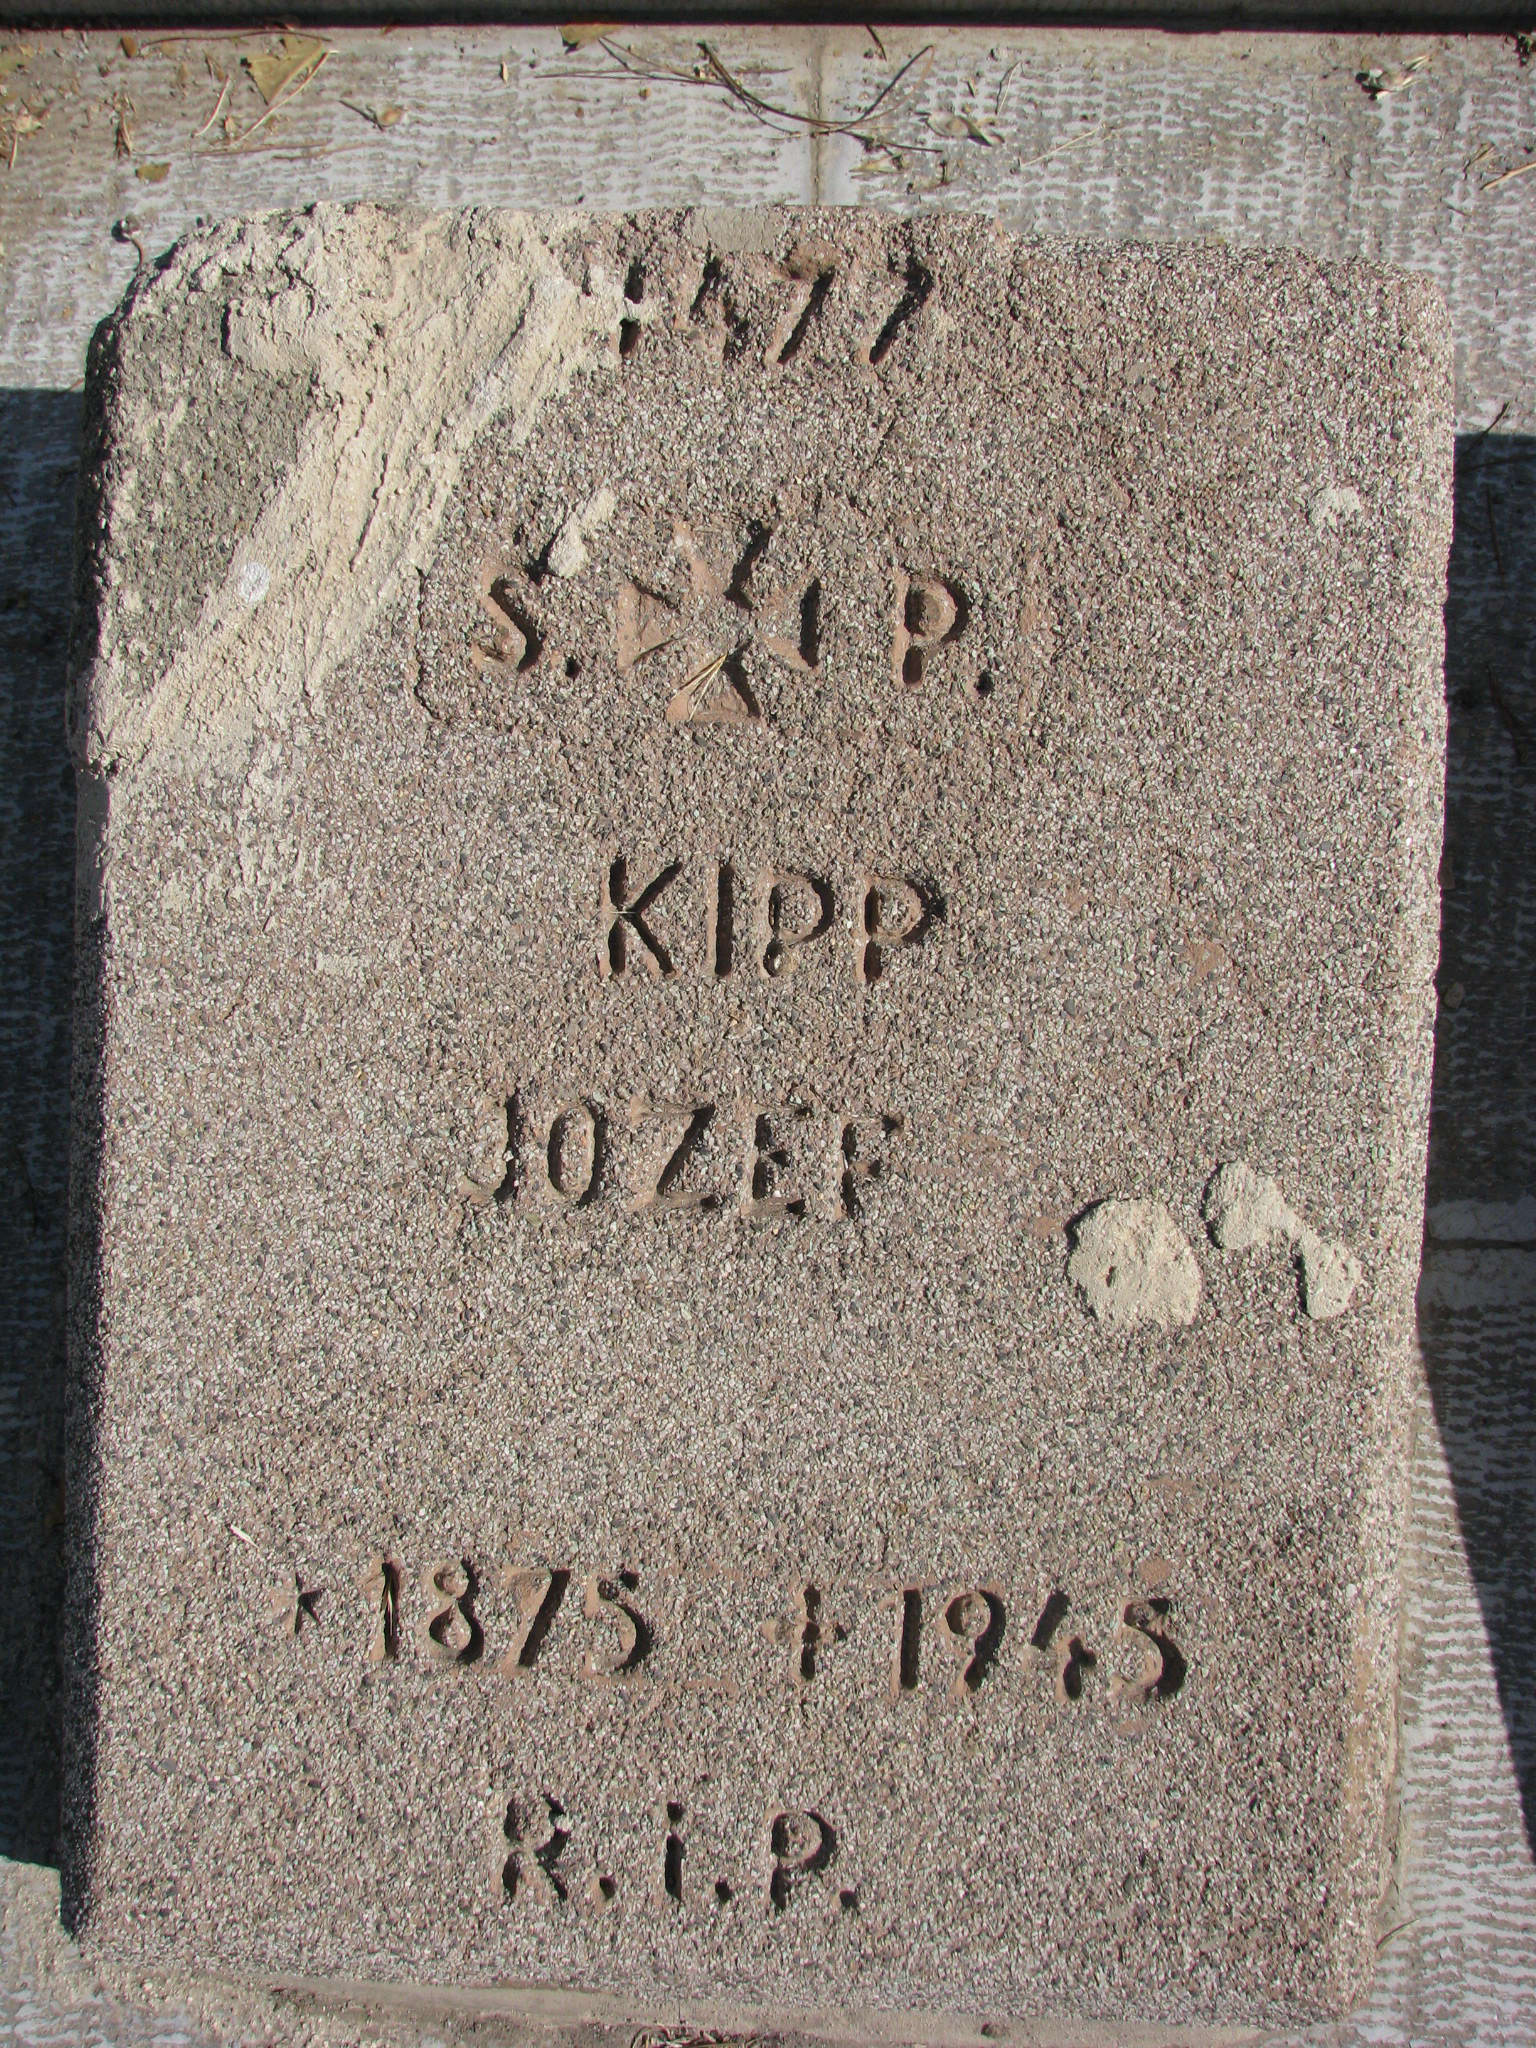 1477
S. P.
KIPP
JOZEF
* 1875 + 1945
R.i.P.